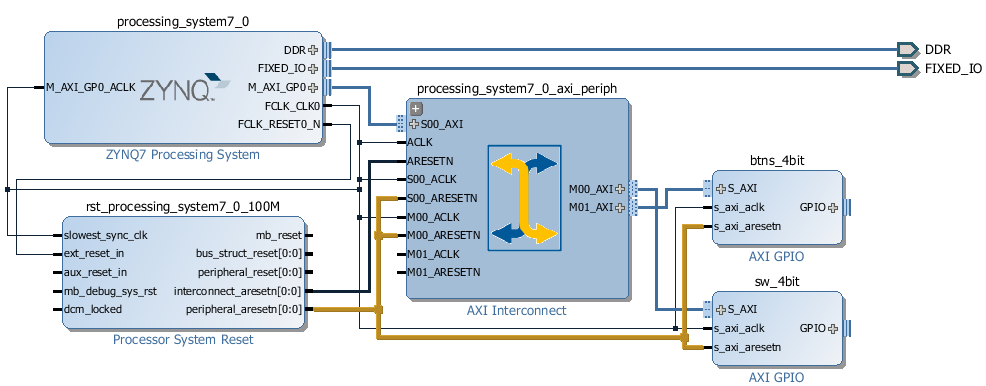 processing_system7_0
DDR
FIXED_IO
M_AXI_GP0_ACLK
ZYNQ
M_AXI_GP0
FCLK_CLK0
FCLK_RESET0_N
ZYNQ7 Processing System
DDR
FIXED_IO
processing_system7_0_axi_periph
S00_AXI
ACLK
ARESETN
S00_ACLK
S00_ARESETN
M00_ACLK
M00_ARESETN
M01_ACLK
M01_ARESETN
M00_AXI
M01_AXI
AXI Interconnect
rst_processing_system7_0_100M
slowest_sync_clk
ext_reset_in
aux_reset_in
mb_debug_sys_rst
dcm_locked
mb_reset
bus_struct_reset[0:0]
peripheral_reset[0:0]
interconnect_aresetn[0:0]
peripheral_aresetn[0:0]
Processor System Reset
btns_4bit
S_AXI
s_axi_aclk
s_axi_aresetn
GPIO
AXI GPIO
sw_4bit
S_AXI
s_axi_aclk
s_axi_aresetn
GPIO
AXI GPIO